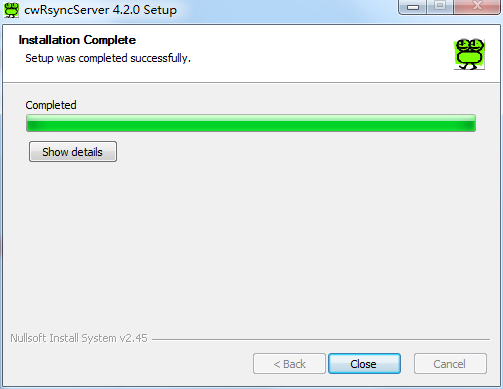 cwRsyncServer 4.2.0 Setup
Installation Complete
Setup was completed successfully.
Completed
Show details
Nullsoft Install System v2.45
< Back
Close
Cancel